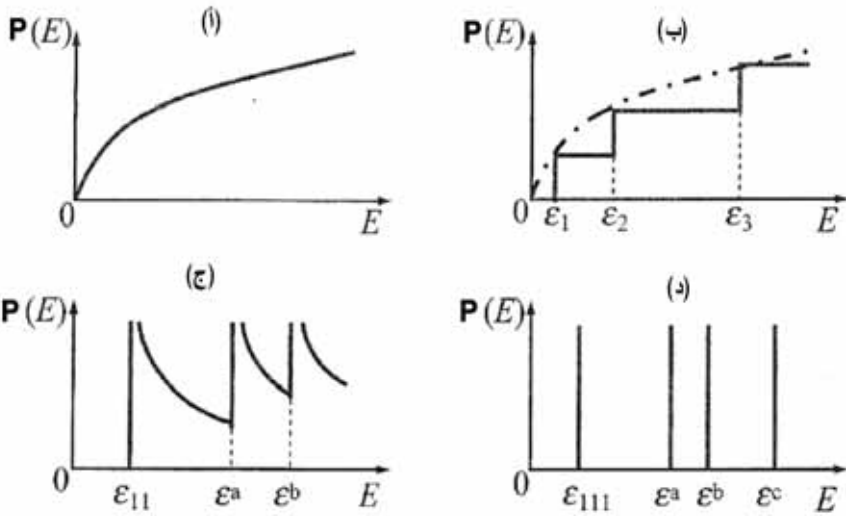 (أ)
P(E)
0
E
(ب)
P(E)
0 ε₁ ε₂ ε₃ E
(ج)
P(E)
0
ε₁₁ εᵃ εᵇ E
(د)
P(E)
0
ε₁₁₁ εᵃ εᵇ εᶜ E